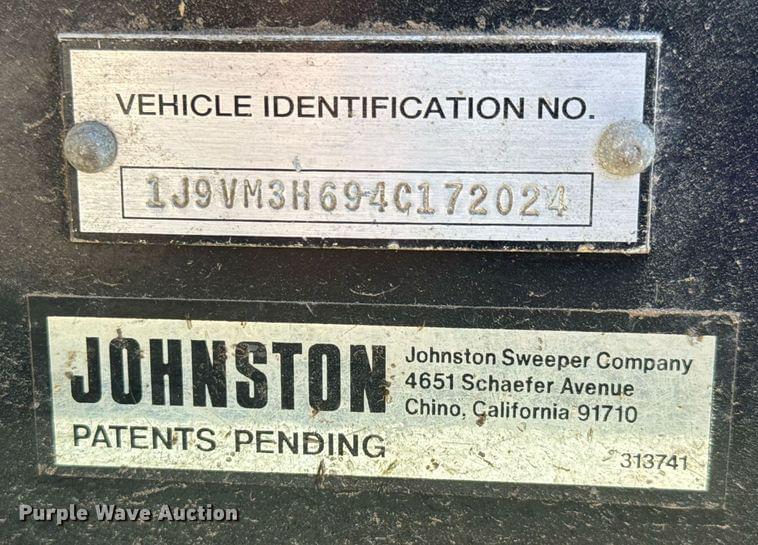 VEHICLE IDENTIFICATION NO.
1J9VM3H694C172024
JOHNSTON
PATENTS PENDING
Johnston Sweeper Company
4651 Schaefer Avenue
Chino, California 91710
313741
Purple Wave Auction